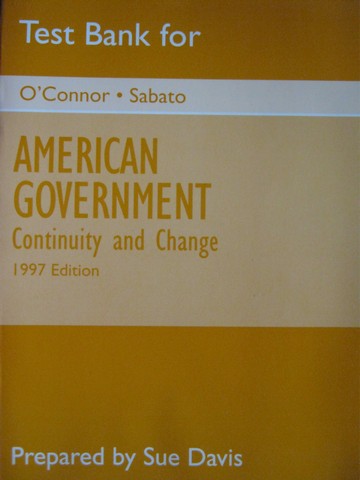 Test Bank for
O'Connor • Sabato
AMERICAN
GOVERNMENT
Continuity and Change
1997 Edition
Prepared by Sue Davis